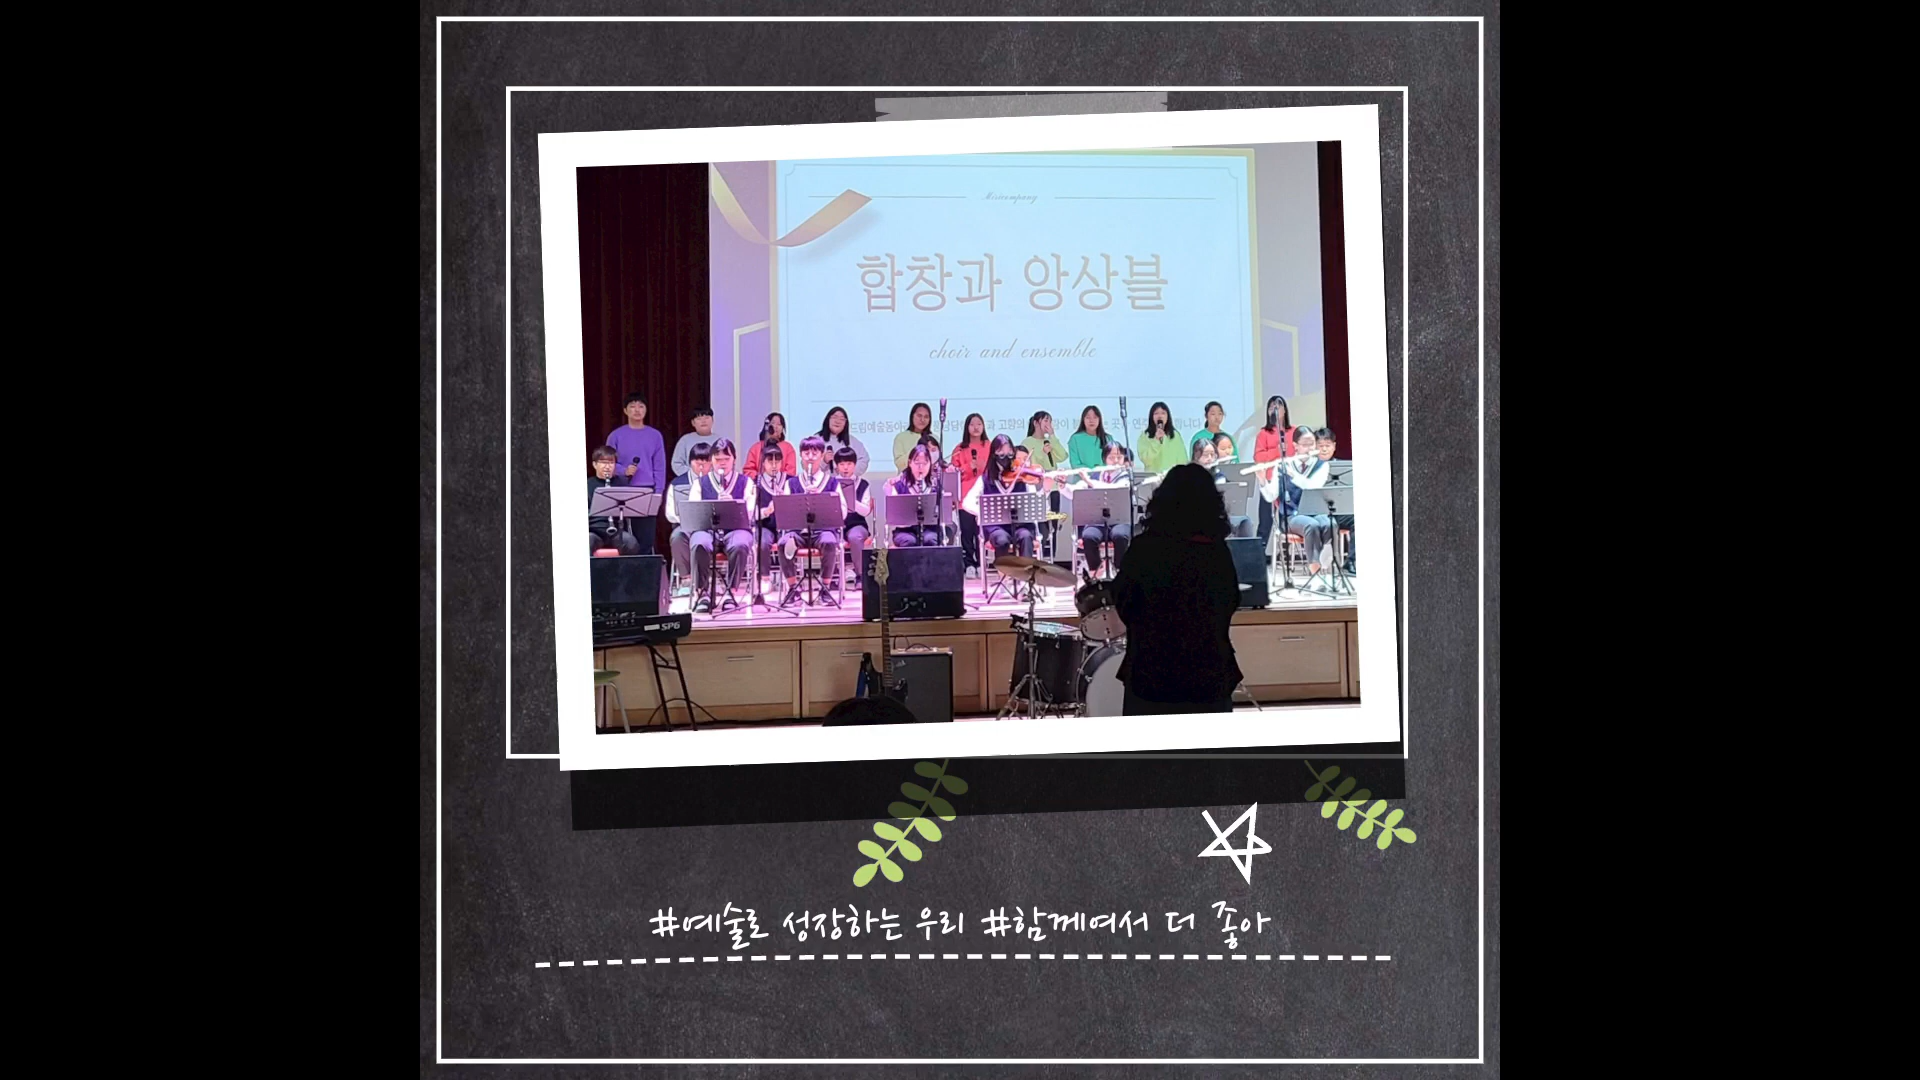 Miricompany
합창과 앙상블
choir and ensemble
SP6
#예술로 성장하는 우리 #함께여서 더 좋아